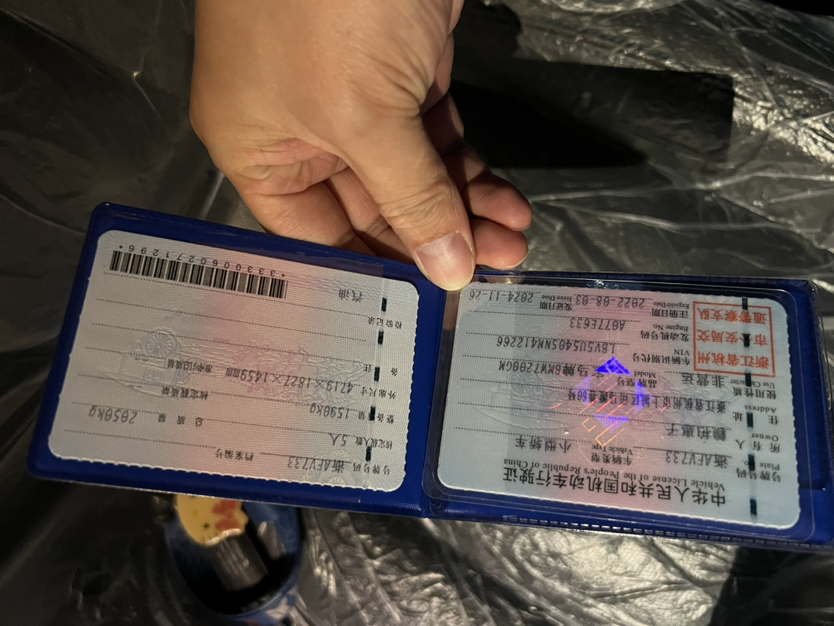 中华人民共和国机动车行驶证
Vehicle License of the People's Republic of China
号牌号码 浙AFV733 车辆类型 小型轿车
Plate No. Vehicle Type
所有人
Owner
住址
Address
使用性质 非营运 品牌型号
Use Character Model
浙江省杭州
市公安局交
通警察支队
车辆识别代号
VIN
发动机号码
Engine No.
注册日期 2022-08-03 发证日期 2024-11-26
Register Date Issue Date
号牌号码 浙AFV733 档案编号
核定载人数 5人 总质量 2050kg
整备质量 1590kg 核定载质量
外廓尺寸 4719×1827×1459mm 准牵引总质量
备注
检验记录
汽油
*3330060271296*